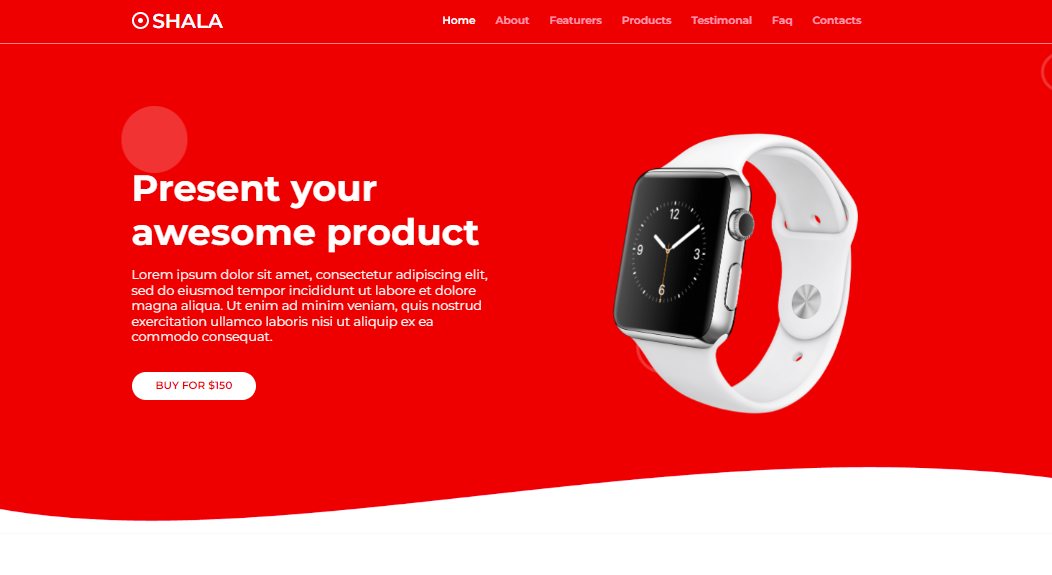 SHALA
Home About Featurers Products Testimonal Faq Contacts
Present your
awesome product
Lorem ipsum dolor sit amet, consectetur adipiscing elit,
sed do eiusmod tempor incididunt ut labore et dolore
magna aliqua. Ut enim ad minim veniam, quis nostrud
exercitation ullamco laboris nisi ut aliquip ex ea
commodo consequat.
BUY FOR $150
12
9 3
6